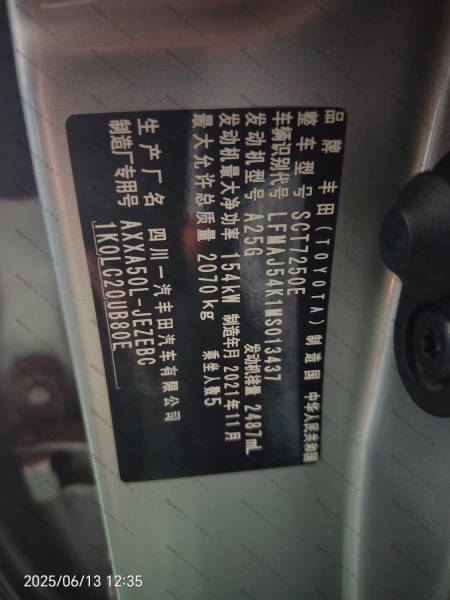 品牌 丰田(TOYOTA) 制造国 中华人民共和国
整车型号 SCT7250E
车辆识别代号 LFMAJ54K1MS013437
发动机型号 A25G 发动机排量 2487mL
发动机最大净功率 154kW 制造年月 2021年11月
最大允许总质量 2070kg 乘坐人数 5
生产厂名 四川一汽丰田汽车有限公司
制造厂专用号 AXXA50L-JEZEBC
1K0LC20UB80E
2025/06/13 12:35